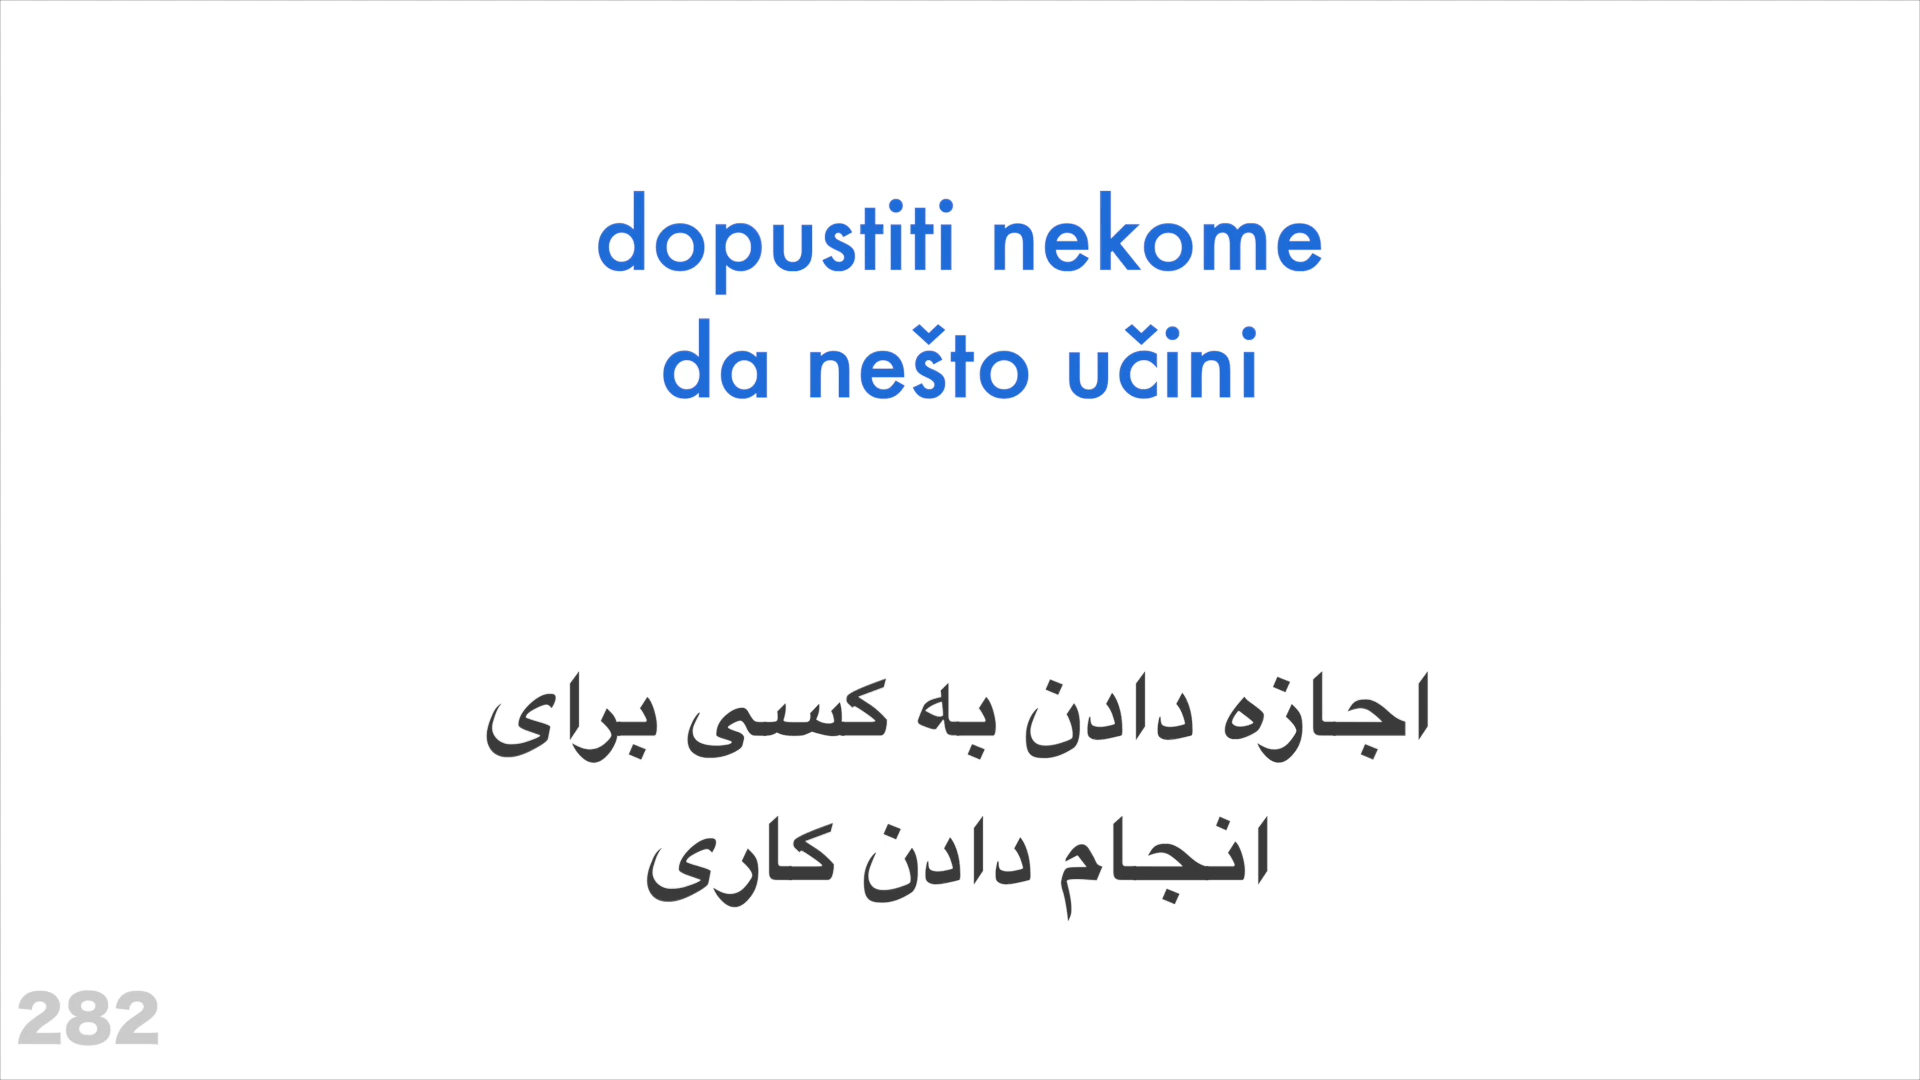 dopustiti nekome
da nešto učini
اجازه دادن به کسی برای
انجام دادن کاری
282